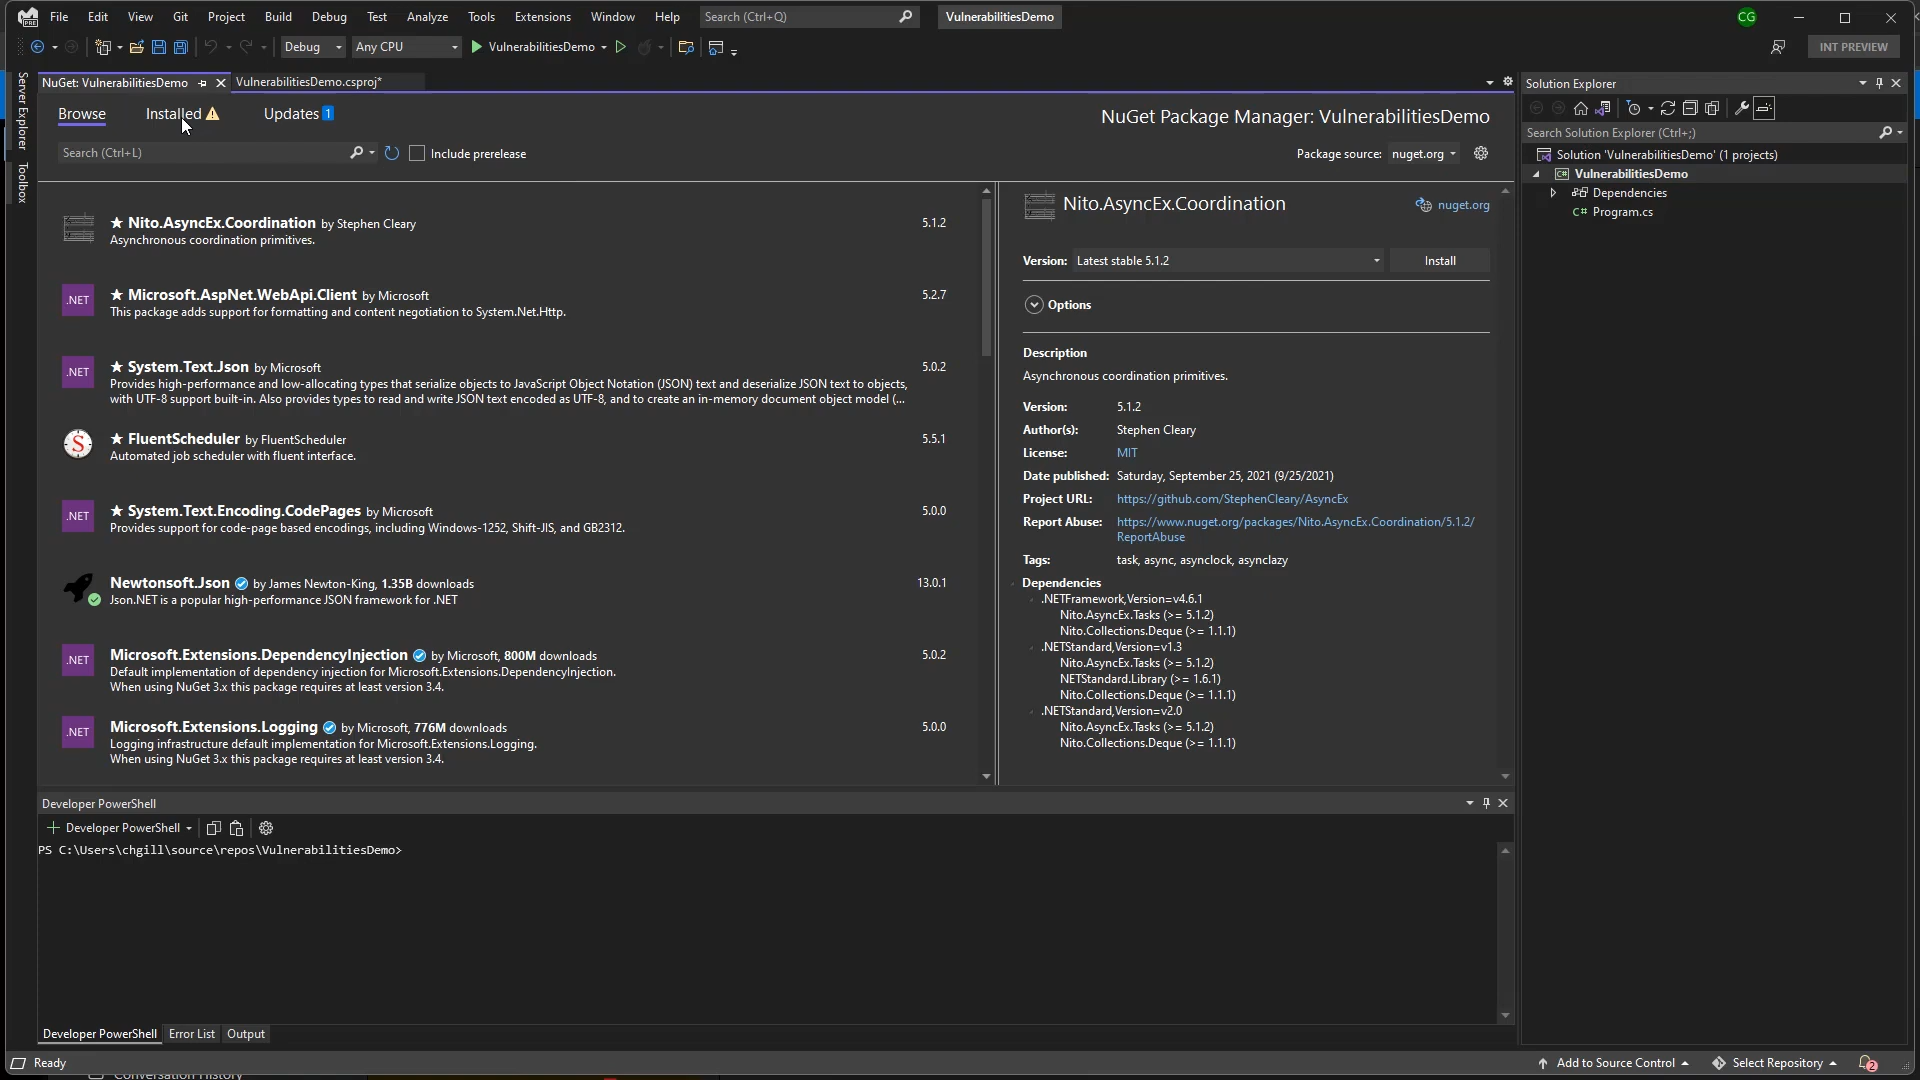 File Edit View Git Project Build Debug Test Analyze Tools Extensions Window Help Search (Ctrl+Q) VulnerabilitiesDemo CG
PRE
Debug Any CPU VulnerabilitiesDemo INT PREVIEW
Server Explorer
Toolbox
NuGet: VulnerabilitiesDemo VulnerabilitiesDemo.csproj*
Browse Installed Updates 1
NuGet Package Manager: VulnerabilitiesDemo
Search (Ctrl+L) Include prerelease Package source: nuget.org
★ Nito.AsyncEx.Coordination by Stephen Cleary 5.1.2
Asynchronous coordination primitives.
.NET
★ Microsoft.AspNet.WebApi.Client by Microsoft 5.2.7
This package adds support for formatting and content negotiation to System.Net.Http.
.NET
★ System.Text.Json by Microsoft 5.0.2
Provides high-performance and low-allocating types that serialize objects to JavaScript Object Notation (JSON) text and deserialize JSON text to objects,
with UTF-8 support built-in. Also provides types to read and write JSON text encoded as UTF-8, and to create an in-memory document object model (...
S
★ FluentScheduler by FluentScheduler 5.5.1
Automated job scheduler with fluent interface.
.NET
★ System.Text.Encoding.CodePages by Microsoft 5.0.0
Provides support for code-page based encodings, including Windows-1252, Shift-JIS, and GB2312.
Newtonsoft.Json by James Newton-King, 1.35B downloads 13.0.1
Json.NET is a popular high-performance JSON framework for .NET
.NET
Microsoft.Extensions.DependencyInjection by Microsoft, 800M downloads 5.0.2
Default implementation of dependency injection for Microsoft.Extensions.DependencyInjection.
When using NuGet 3.x this package requires at least version 3.4.
.NET
Microsoft.Extensions.Logging by Microsoft, 776M downloads 5.0.0
Logging infrastructure default implementation for Microsoft.Extensions.Logging.
When using NuGet 3.x this package requires at least version 3.4.
Nito.AsyncEx.Coordination nuget.org
Version: Latest stable 5.1.2 Install
Options
Description
Asynchronous coordination primitives.
Version: 5.1.2
Author(s): Stephen Cleary
License: MIT
Date published: Saturday, September 25, 2021 (9/25/2021)
Project URL: https://github.com/StephenCleary/AsyncEx
Report Abuse: https://www.nuget.org/packages/Nito.AsyncEx.Coordination/5.1.2/
ReportAbuse
Tags: task, async, asynclock, asynclazy
Dependencies
.NETFramework,Version=v4.6.1
Nito.AsyncEx.Tasks (>= 5.1.2)
Nito.Collections.Deque (>= 1.1.1)
.NETStandard,Version=v1.3
Nito.AsyncEx.Tasks (>= 5.1.2)
NETStandard.Library (>= 1.6.1)
Nito.Collections.Deque (>= 1.1.1)
.NETStandard,Version=v2.0
Nito.AsyncEx.Tasks (>= 5.1.2)
Nito.Collections.Deque (>= 1.1.1)
Solution Explorer
Search Solution Explorer (Ctrl+;)
Solution 'VulnerabilitiesDemo' (1 projects)
C# VulnerabilitiesDemo
Dependencies
C# Program.cs
Developer PowerShell
Developer PowerShell
PS C:\Users\chgill\source\repos\VulnerabilitiesDemo>
Developer PowerShell Error List Output
Ready Add to Source Control Select Repository 2
Conversation History